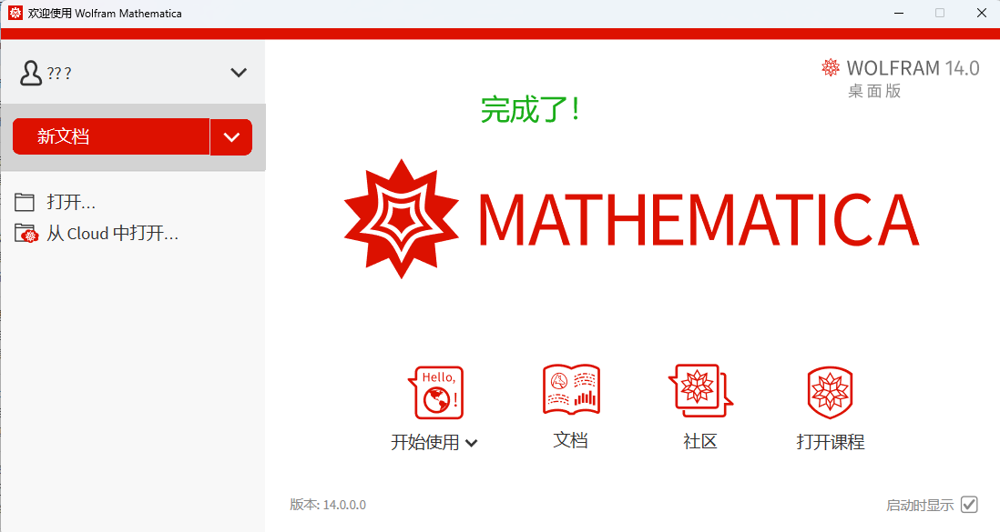 欢迎使用 Wolfram Mathematica
???
WOLFRAM 14.0
桌面版
完成了!
新文档
打开...
从 Cloud 中打开...
MATHEMATICA
Hello,
!
开始使用
文档
社区
打开课程
版本: 14.0.0.0
启动时显示